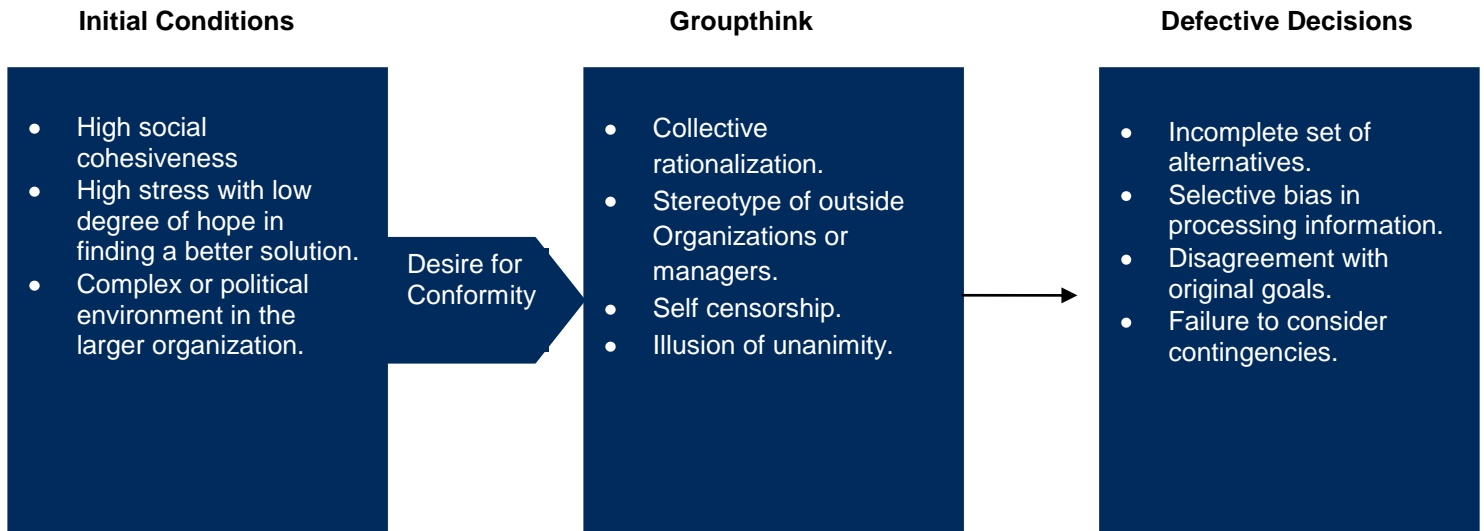 Initial Conditions
Groupthink
Defective Decisions
• High social
cohesiveness
• High stress with low
degree of hope in
finding a better solution.
• Complex or political
environment in the
larger organization.
Desire for
Conformity
• Collective
rationalization.
• Stereotype of outside
Organizations or
managers.
• Self censorship.
• Illusion of unanimity.
• Incomplete set of
alternatives.
• Selective bias in
processing information.
• Disagreement with
original goals.
• Failure to consider
contingencies.